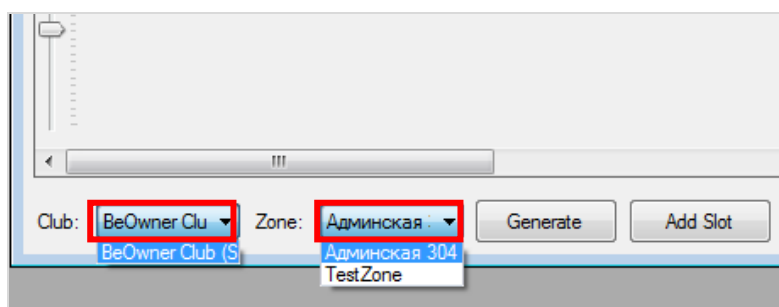 Club: BeOwner Clu Zone: Админская : Generate Add Slot
BeOwner Club (S Админская 304
TestZone